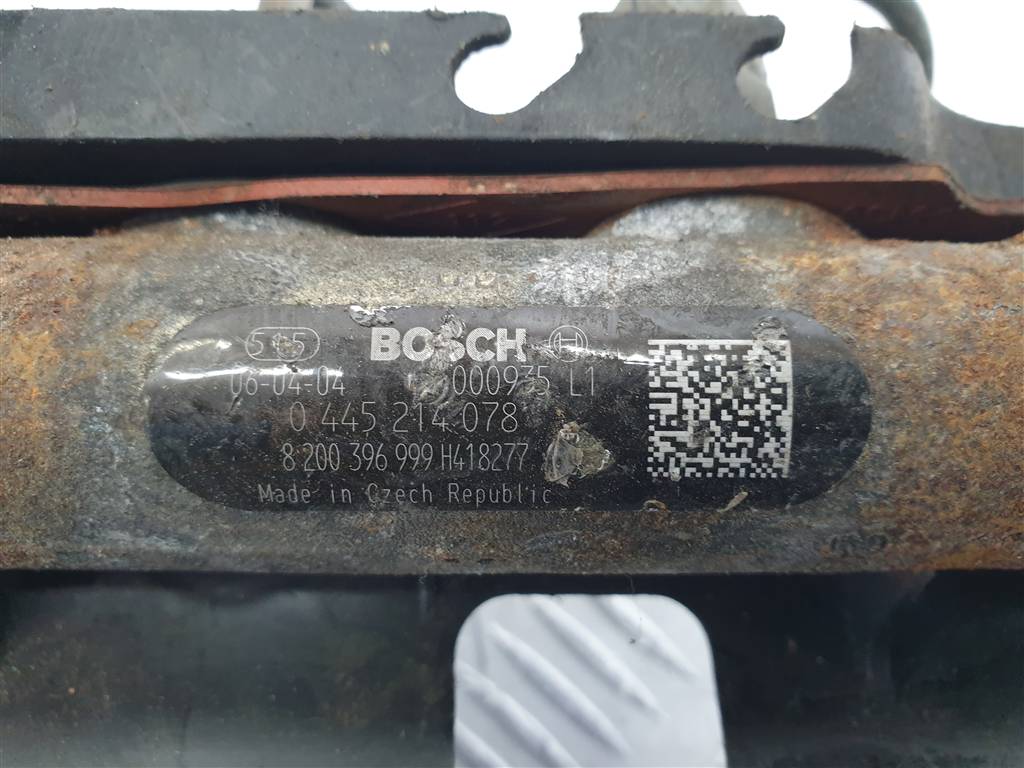 515 BOSCH
06-04-04 000935 L1
0 445 214 078
8 200 396 999 H418277
Made in Czech Republic